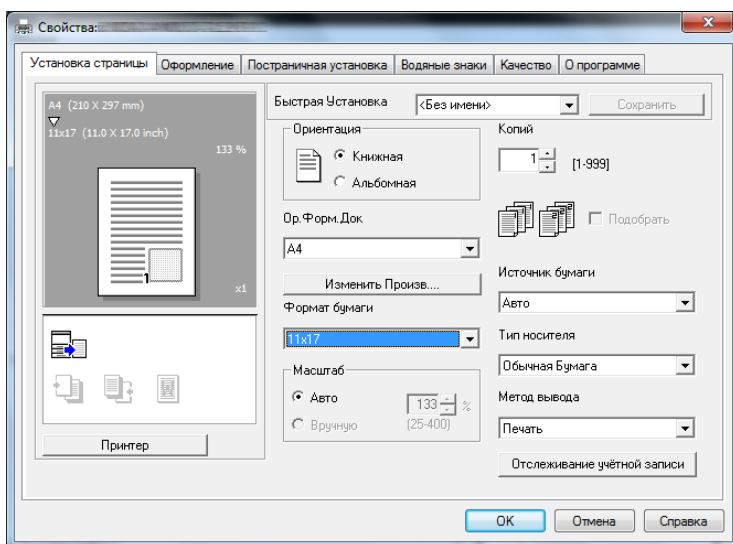 Свойства:
Установка страницы Оформление Постраничная установка Водяные знаки Качество О программе
A4 (210 X 297 mm)
11x17 (11.0 X 17.0 inch)
133 %
1
x1
Принтер
Быстрая Установка <Без имени> Сохранить
Ориентация
Книжная
Альбомная
Ор.Форм.Док
A4
Изменить Произв....
Формат бумаги
11x17
Масштаб
Авто
Вручную
133 %
(25-400)
Копий
1 [1-999]
Подобрать
Источник бумаги
Авто
Тип носителя
Обычная Бумага
Метод вывода
Печать
Отслеживание учётной записи
OK Отмена Справка